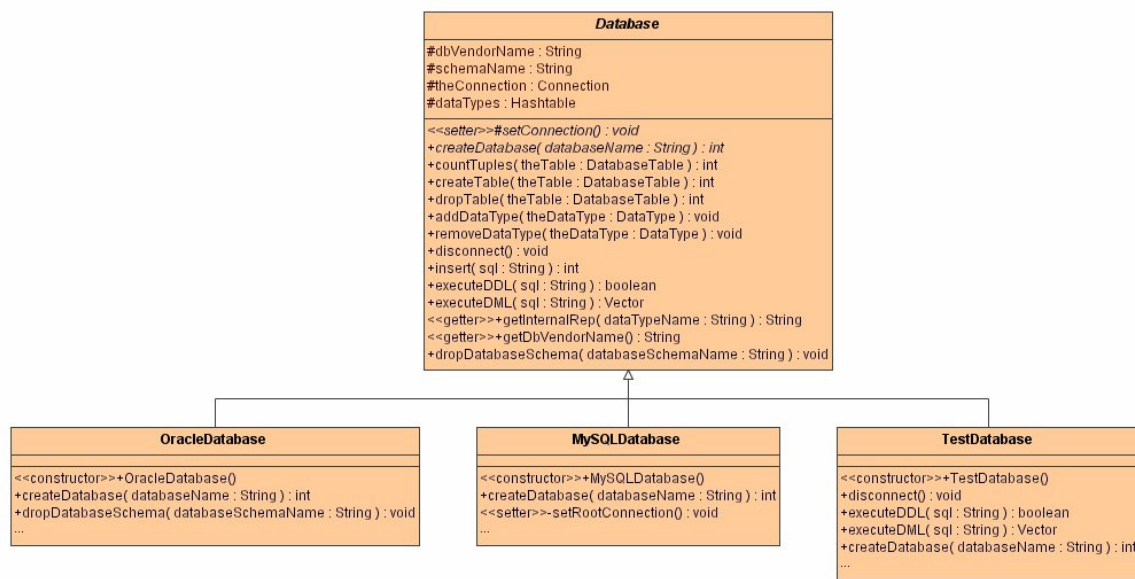 Database
#dbVendorName : String
#schemaName : String
#theConnection : Connection
#dataTypes : Hashtable
<<setter>>#setConnection() : void
+createDatabase( databaseName : String ) : int
+countTuples( theTable : DatabaseTable ) : int
+createTable( theTable : DatabaseTable ) : int
+dropTable( theTable : DatabaseTable ) : int
+addDataType( theDataType : DataType ) : void
+removeDataType( theDataType : DataType ) : void
+disconnect() : void
+insert( sql : String ) : int
+executeDDL( sql : String ) : boolean
+executeDML( sql : String ) : Vector
<<getter>>+getInternalRep( dataTypeName : String ) : String
<<getter>>+getDbVendorName() : String
+dropDatabaseSchema( databaseSchemaName : String ) : void
OracleDatabase
<<constructor>>+OracleDatabase()
+createDatabase( databaseName : String ) : int
+dropDatabaseSchema( databaseSchemaName : String ) : void
...
MySQLDatabase
<<constructor>>+MySQLDatabase()
+createDatabase( databaseName : String ) : int
<<setter>>-setRootConnection() : void
...
TestDatabase
<<constructor>>+TestDatabase()
+disconnect() : void
+executeDDL( sql : String ) : boolean
+executeDML( sql : String ) : Vector
+createDatabase( databaseName : String ) : int
...